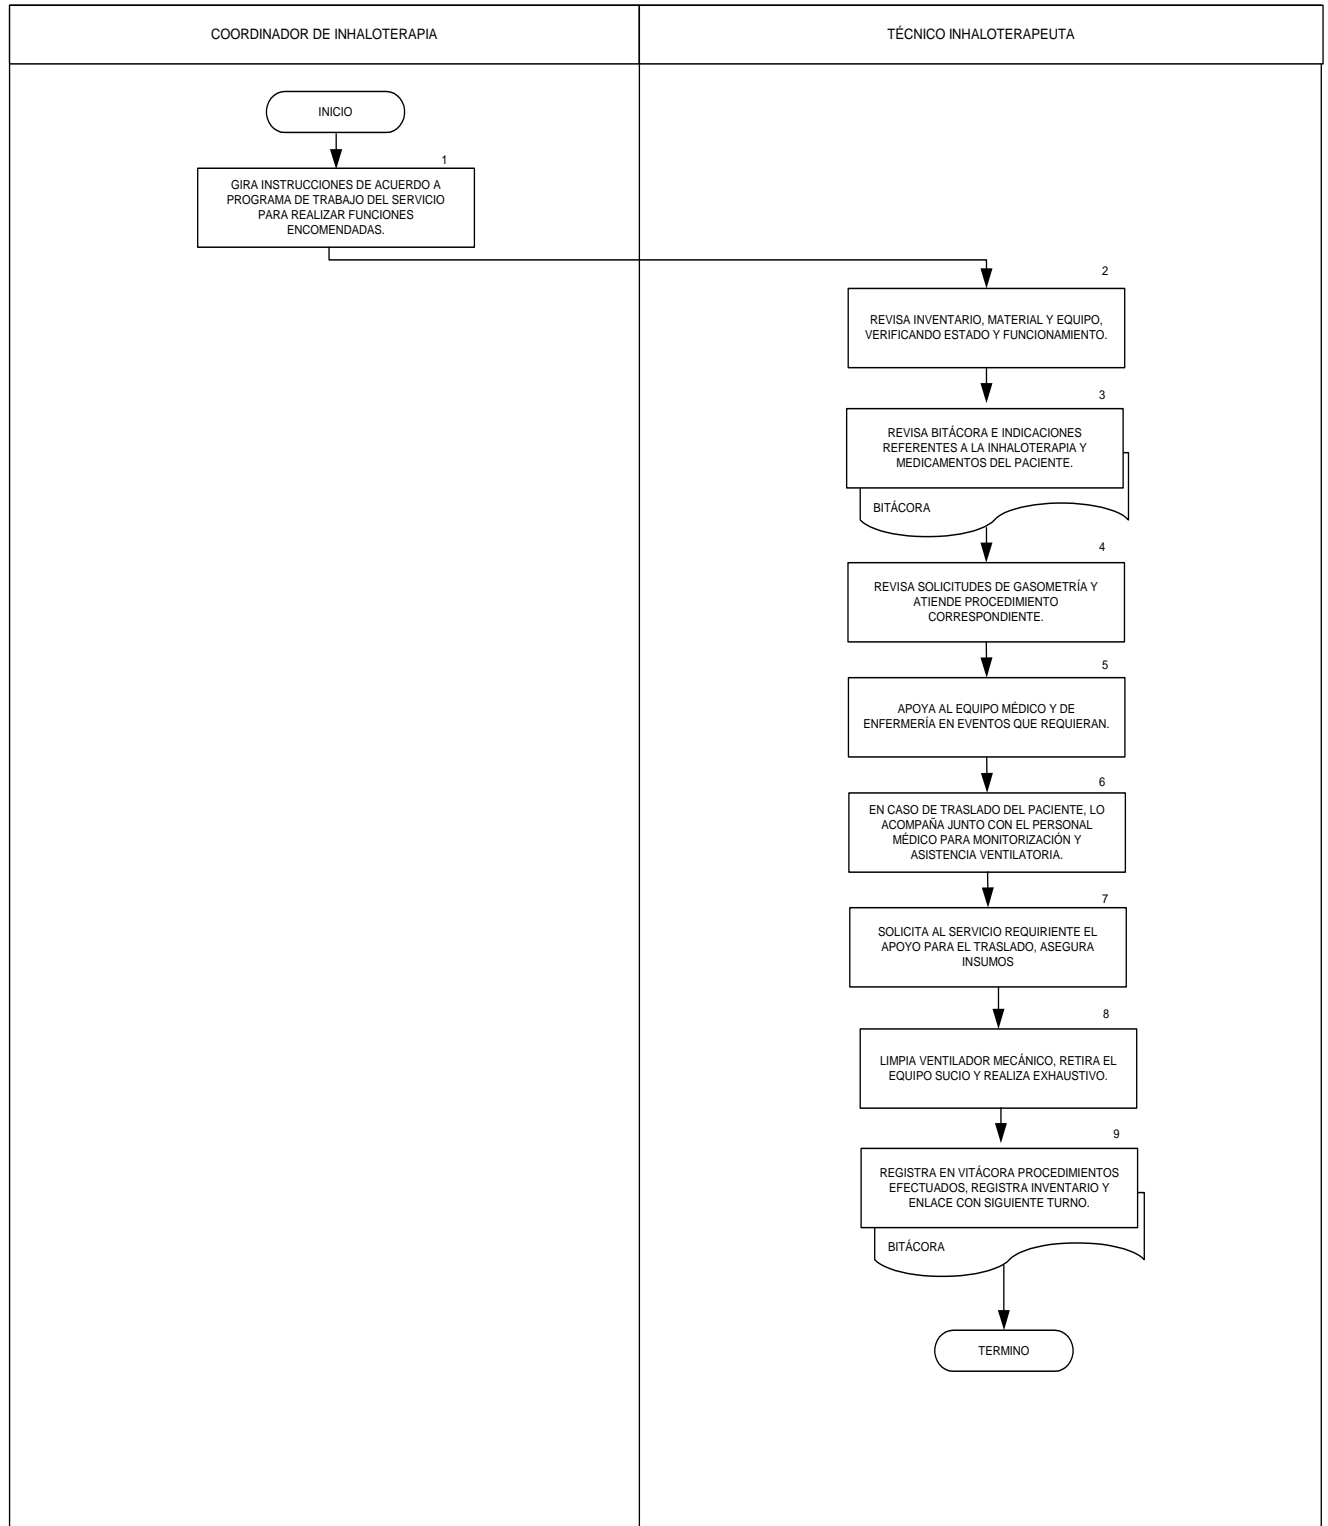 COORDINADOR DE INHALOTERAPIA
TÉCNICO INHALOTERAPEUTA
INICIO
1
GIRA INSTRUCCIONES DE ACUERDO A
PROGRAMA DE TRABAJO DEL SERVICIO
PARA REALIZAR FUNCIONES
ENCOMENDADAS.
2
REVISA INVENTARIO, MATERIAL Y EQUIPO,
VERIFICANDO ESTADO Y FUNCIONAMIENTO.
3
REVISA BITÁCORA E INDICACIONES
REFERENTES A LA INHALOTERAPIA Y
MEDICAMENTOS DEL PACIENTE.
BITÁCORA
4
REVISA SOLICITUDES DE GASOMETRÍA Y
ATIENDE PROCEDIMIENTO
CORRESPONDIENTE.
5
APOYA AL EQUIPO MÉDICO Y DE
ENFERMERÍA EN EVENTOS QUE REQUIERAN.
6
EN CASO DE TRASLADO DEL PACIENTE, LO
ACOMPAÑA JUNTO CON EL PERSONAL
MÉDICO PARA MONITORIZACIÓN Y
ASISTENCIA VENTILATORIA.
7
SOLICITA AL SERVICIO REQUIRIENTE EL
APOYO PARA EL TRASLADO, ASEGURA
INSUMOS
8
LIMPIA VENTILADOR MECÁNICO, RETIRA EL
EQUIPO SUCIO Y REALIZA EXHAUSTIVO.
9
REGISTRA EN VITÁCORA PROCEDIMIENTOS
EFECTUADOS, REGISTRA INVENTARIO Y
ENLACE CON SIGUIENTE TURNO.
BITÁCORA
TERMINO